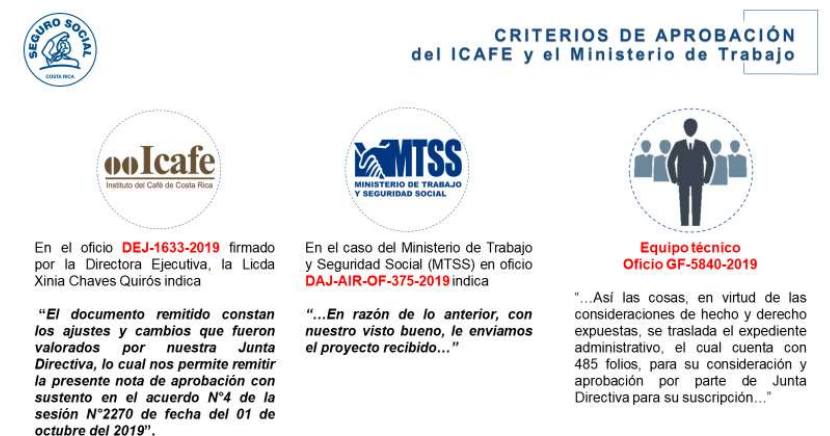 SEGURO SOCIAL
COSTA RICA
CRITERIOS DE APROBACIÓN
del ICAFE y el Ministerio de Trabajo
Icafe
Instituto del Café de Costa Rica
En el oficio DEJ-1633-2019 firmado
por la Directora Ejecutiva, la Licda
Xinia Chaves Quirós indica
“El documento remitido constan
los ajustes y cambios que fueron
valorados por nuestra Junta
Directiva, lo cual nos permite remitir
la presente nota de aprobación con
sustento en el acuerdo N°4 de la
sesión N°2270 de fecha del 01 de
octubre del 2019”.
MTSS
MINISTERIO DE TRABAJO
Y SEGURIDAD SOCIAL
En el caso del Ministerio de Trabajo
y Seguridad Social (MTSS) en oficio
DAJ-AIR-OF-375-2019 indica
“…En razón de lo anterior, con
nuestro visto bueno, le enviamos
el proyecto recibido…”
Equipo técnico
Oficio GF-5840-2019
“…Así las cosas, en virtud de las
consideraciones de hecho y derecho
expuestas, se traslada el expediente
administrativo, el cual cuenta con
485 folios, para su consideración y
aprobación por parte de Junta
Directiva para su suscripción…”